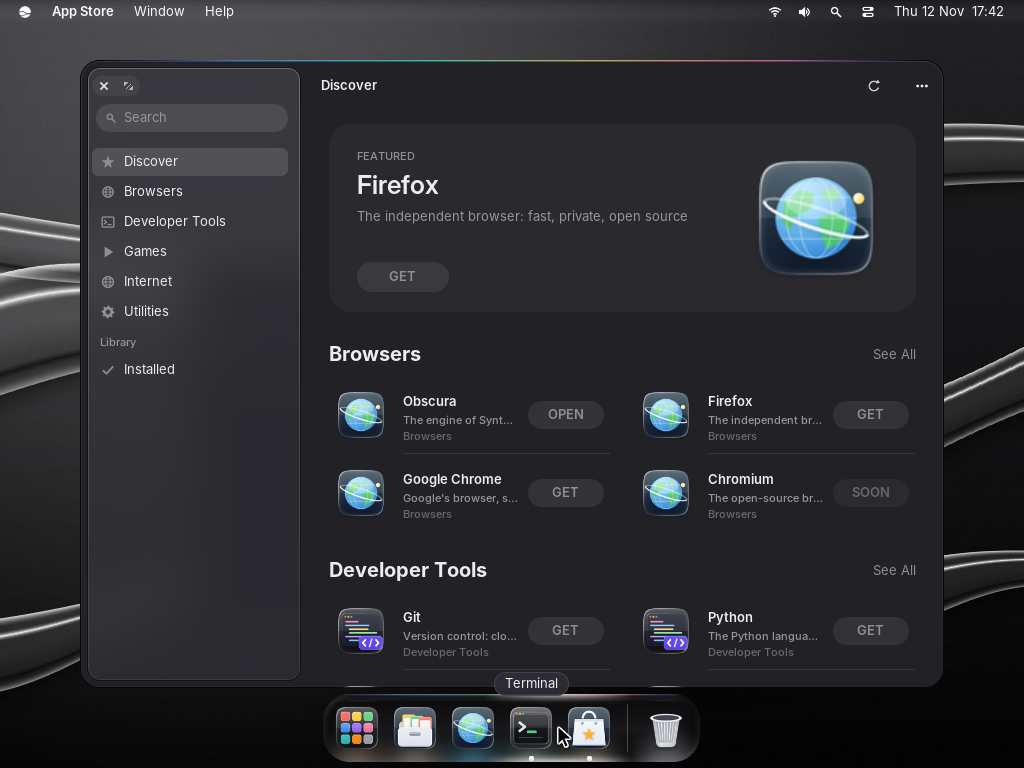 App Store Window Help Thu 12 Nov 17:42
Discover
Search
Discover
Browsers
Developer Tools
Games
Internet
Utilities
Library
Installed
FEATURED
Firefox
The independent browser: fast, private, open source
GET
Browsers See All
Obscura
The engine of Synt...
Browsers
OPEN
Firefox
The independent br...
Browsers
GET
Google Chrome
Google's browser, s...
Browsers
GET
Chromium
The open-source br...
Browsers
SOON
Developer Tools See All
Git
Version control: clo...
Developer Tools
GET
Python
The Python langua...
Developer Tools
GET
Terminal